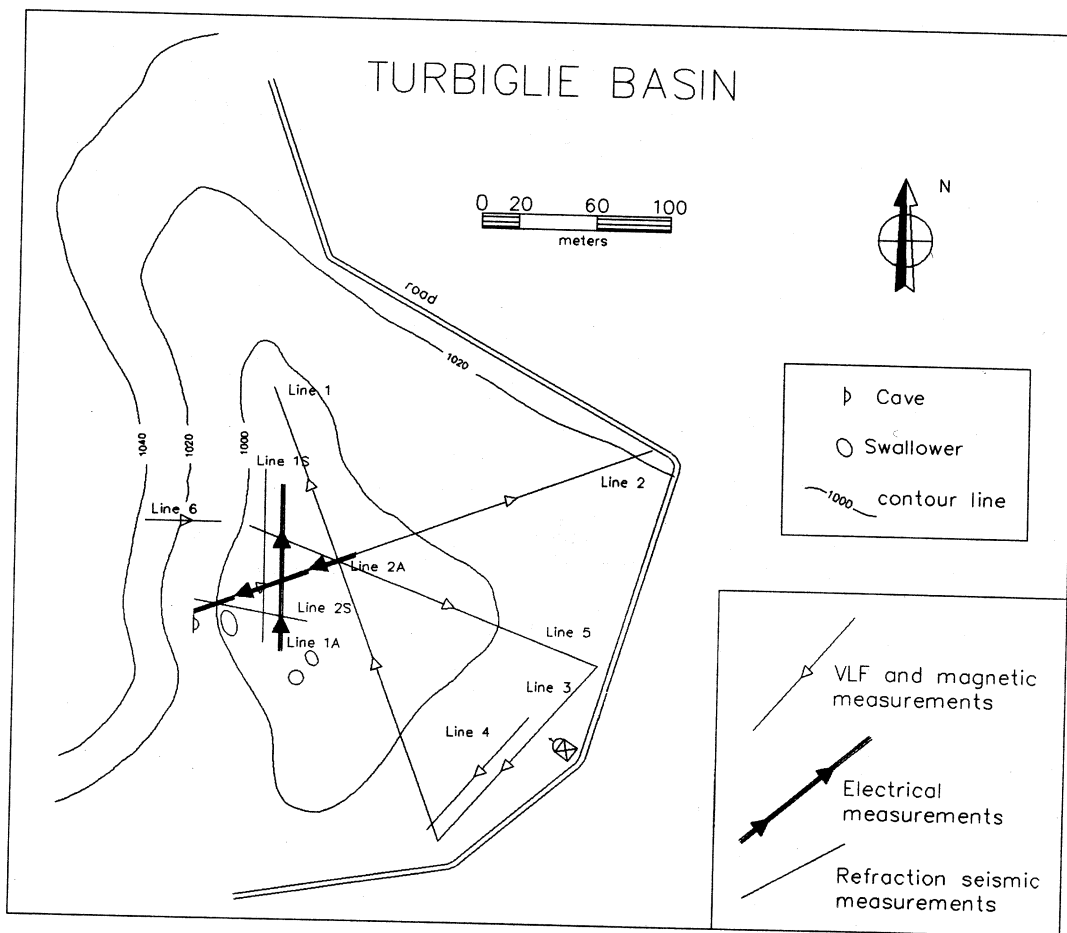 TURBIGLIE BASIN
0 20 60 100
meters
N
road
1020
Line 1
Cave
Swallower
1000
contour line
1040
1020
1000
Line 1S
Line 2
Line 6
Line 2A
Line 2S
Line 5
Line 1A
Line 3
Line 4
VLF and magnetic
measurements
Electrical
measurements
Refraction seismic
measurements